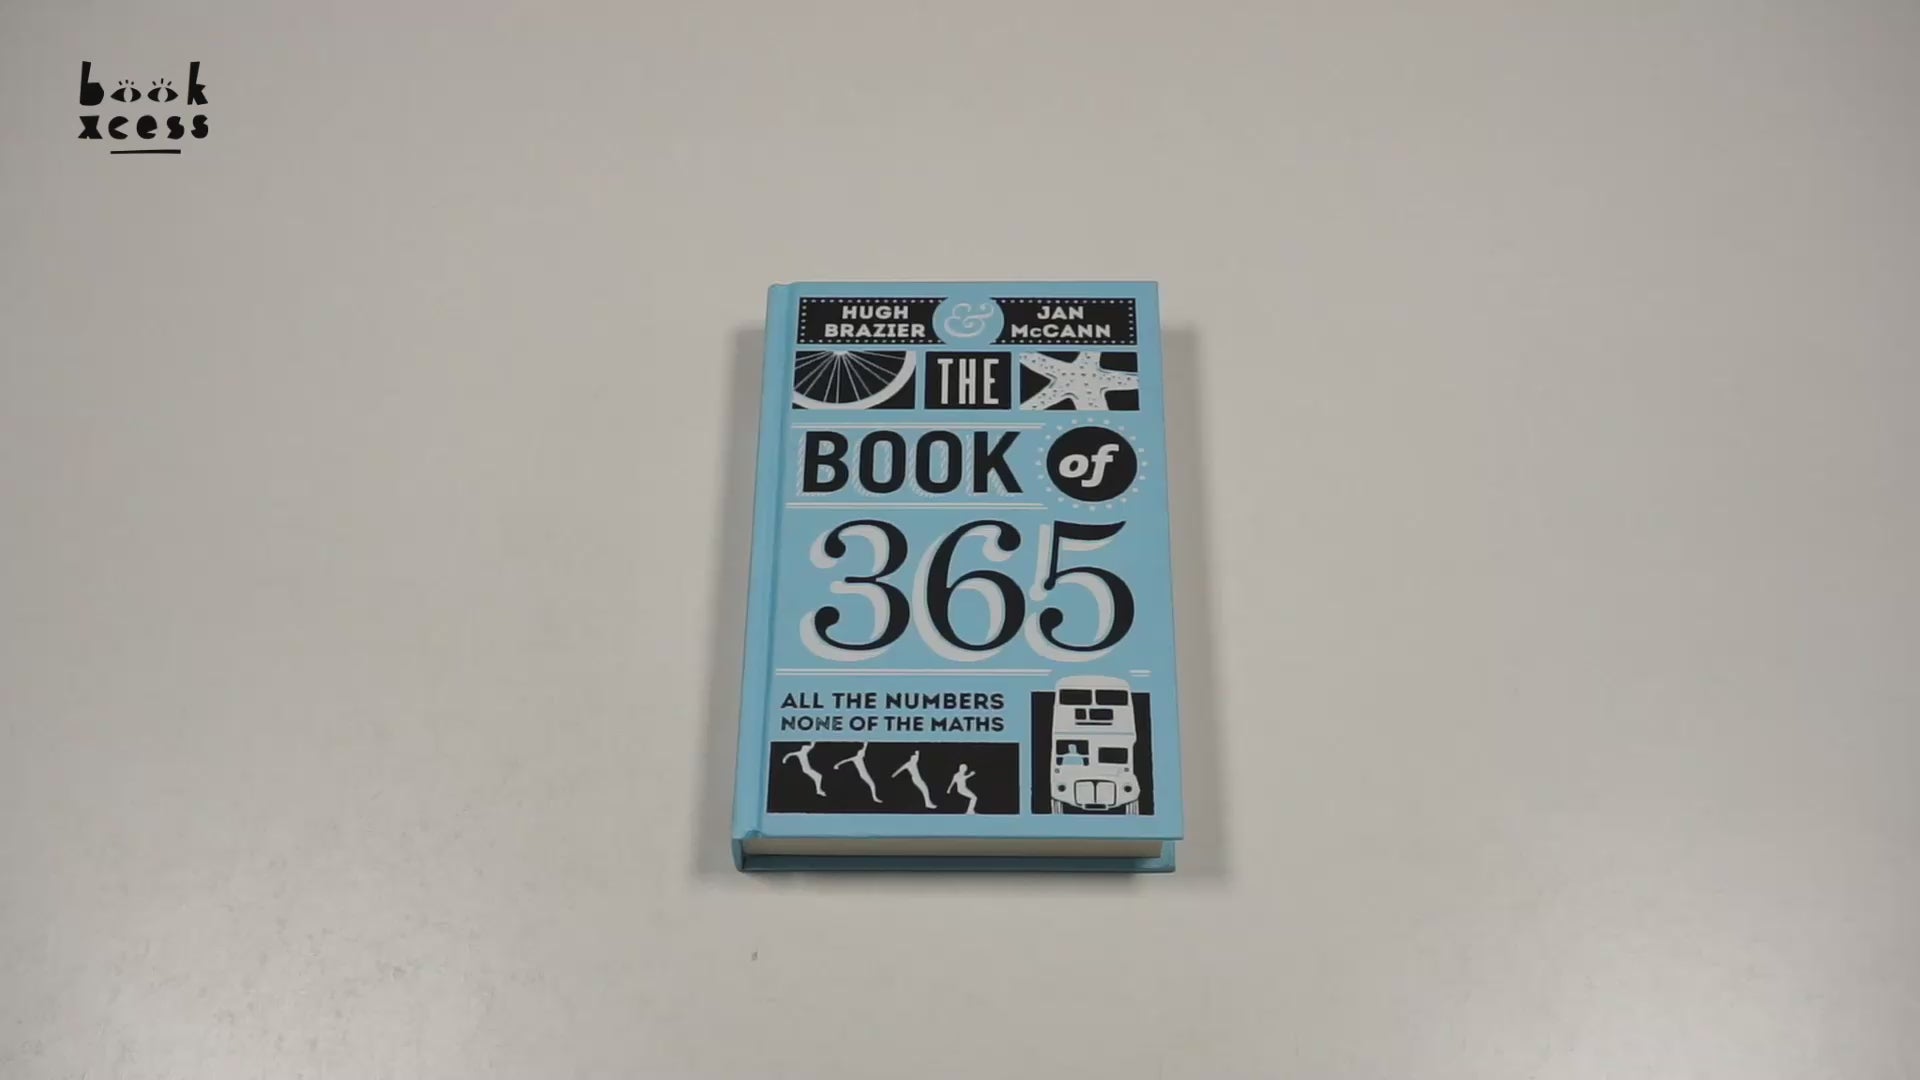 book
xcess
HUGH
BRAZIER
&
JAN
McCANN
THE
BOOK of
365
ALL THE NUMBERS
NONE OF THE MATHS